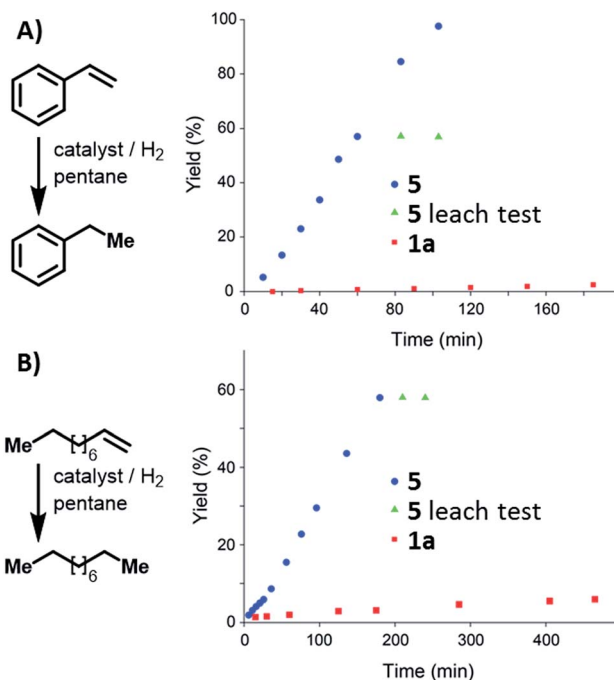 A)
catalyst / H2
pentane
Me
Yield (%)
100
80
60
40
20
0
5
5 leach test
1a
0
40
80
120
160
Time (min)
B)
Me [ ]6
catalyst / H2
pentane
Me [ ]6 Me
Yield (%)
60
40
20
0
5
5 leach test
1a
0
100
200
300
400
Time (min)